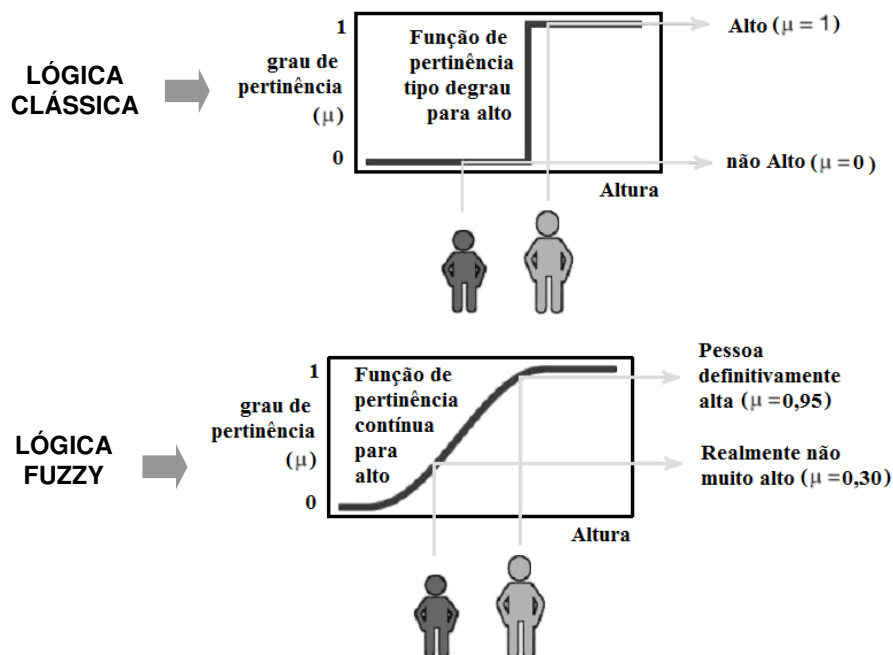 LÓGICA
CLÁSSICA
grau de
pertinência
(μ)
1
0
Função de
pertinência
tipo degrau
para alto
Altura
Alto (μ = 1)
não Alto (μ = 0)
LÓGICA
FUZZY
grau de
pertinência
(μ)
1
0
Função de
pertinência
contínua
para
alto
Altura
Pessoa
definitivamente
alta (μ = 0,95)
Realmente não
muito alto (μ = 0,30)